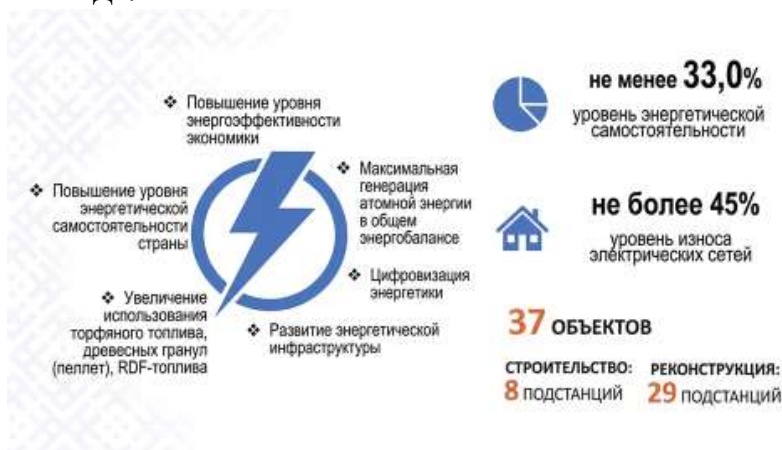 ❖ Повышение уровня
энергоэффективности
экономики
❖ Максимальная
генерация
атомной энергии
в общем
энергобалансе
❖ Повышение уровня
энергетической
самостоятельности
страны
❖ Цифровизация
энергетики
❖ Увеличение
использования
торфяного топлива,
древесных гранул
(пеллет), RDF-топлива
❖ Развитие энергетической
инфраструктуры
не менее 33,0%
уровень энергетической
самостоятельности
не более 45%
уровень износа
электрических сетей
37 ОБЪЕКТОВ
СТРОИТЕЛЬСТВО:
8 ПОДСТАНЦИЙ
РЕКОНСТРУКЦИЯ:
29 ПОДСТАНЦИЙ